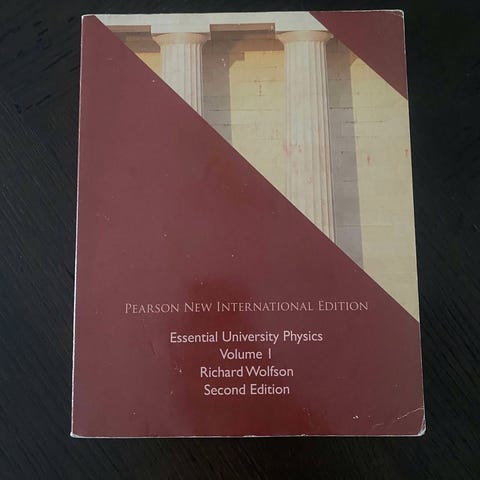 Pearson New International Edition
Essential University Physics
Volume 1
Richard Wolfson
Second Edition